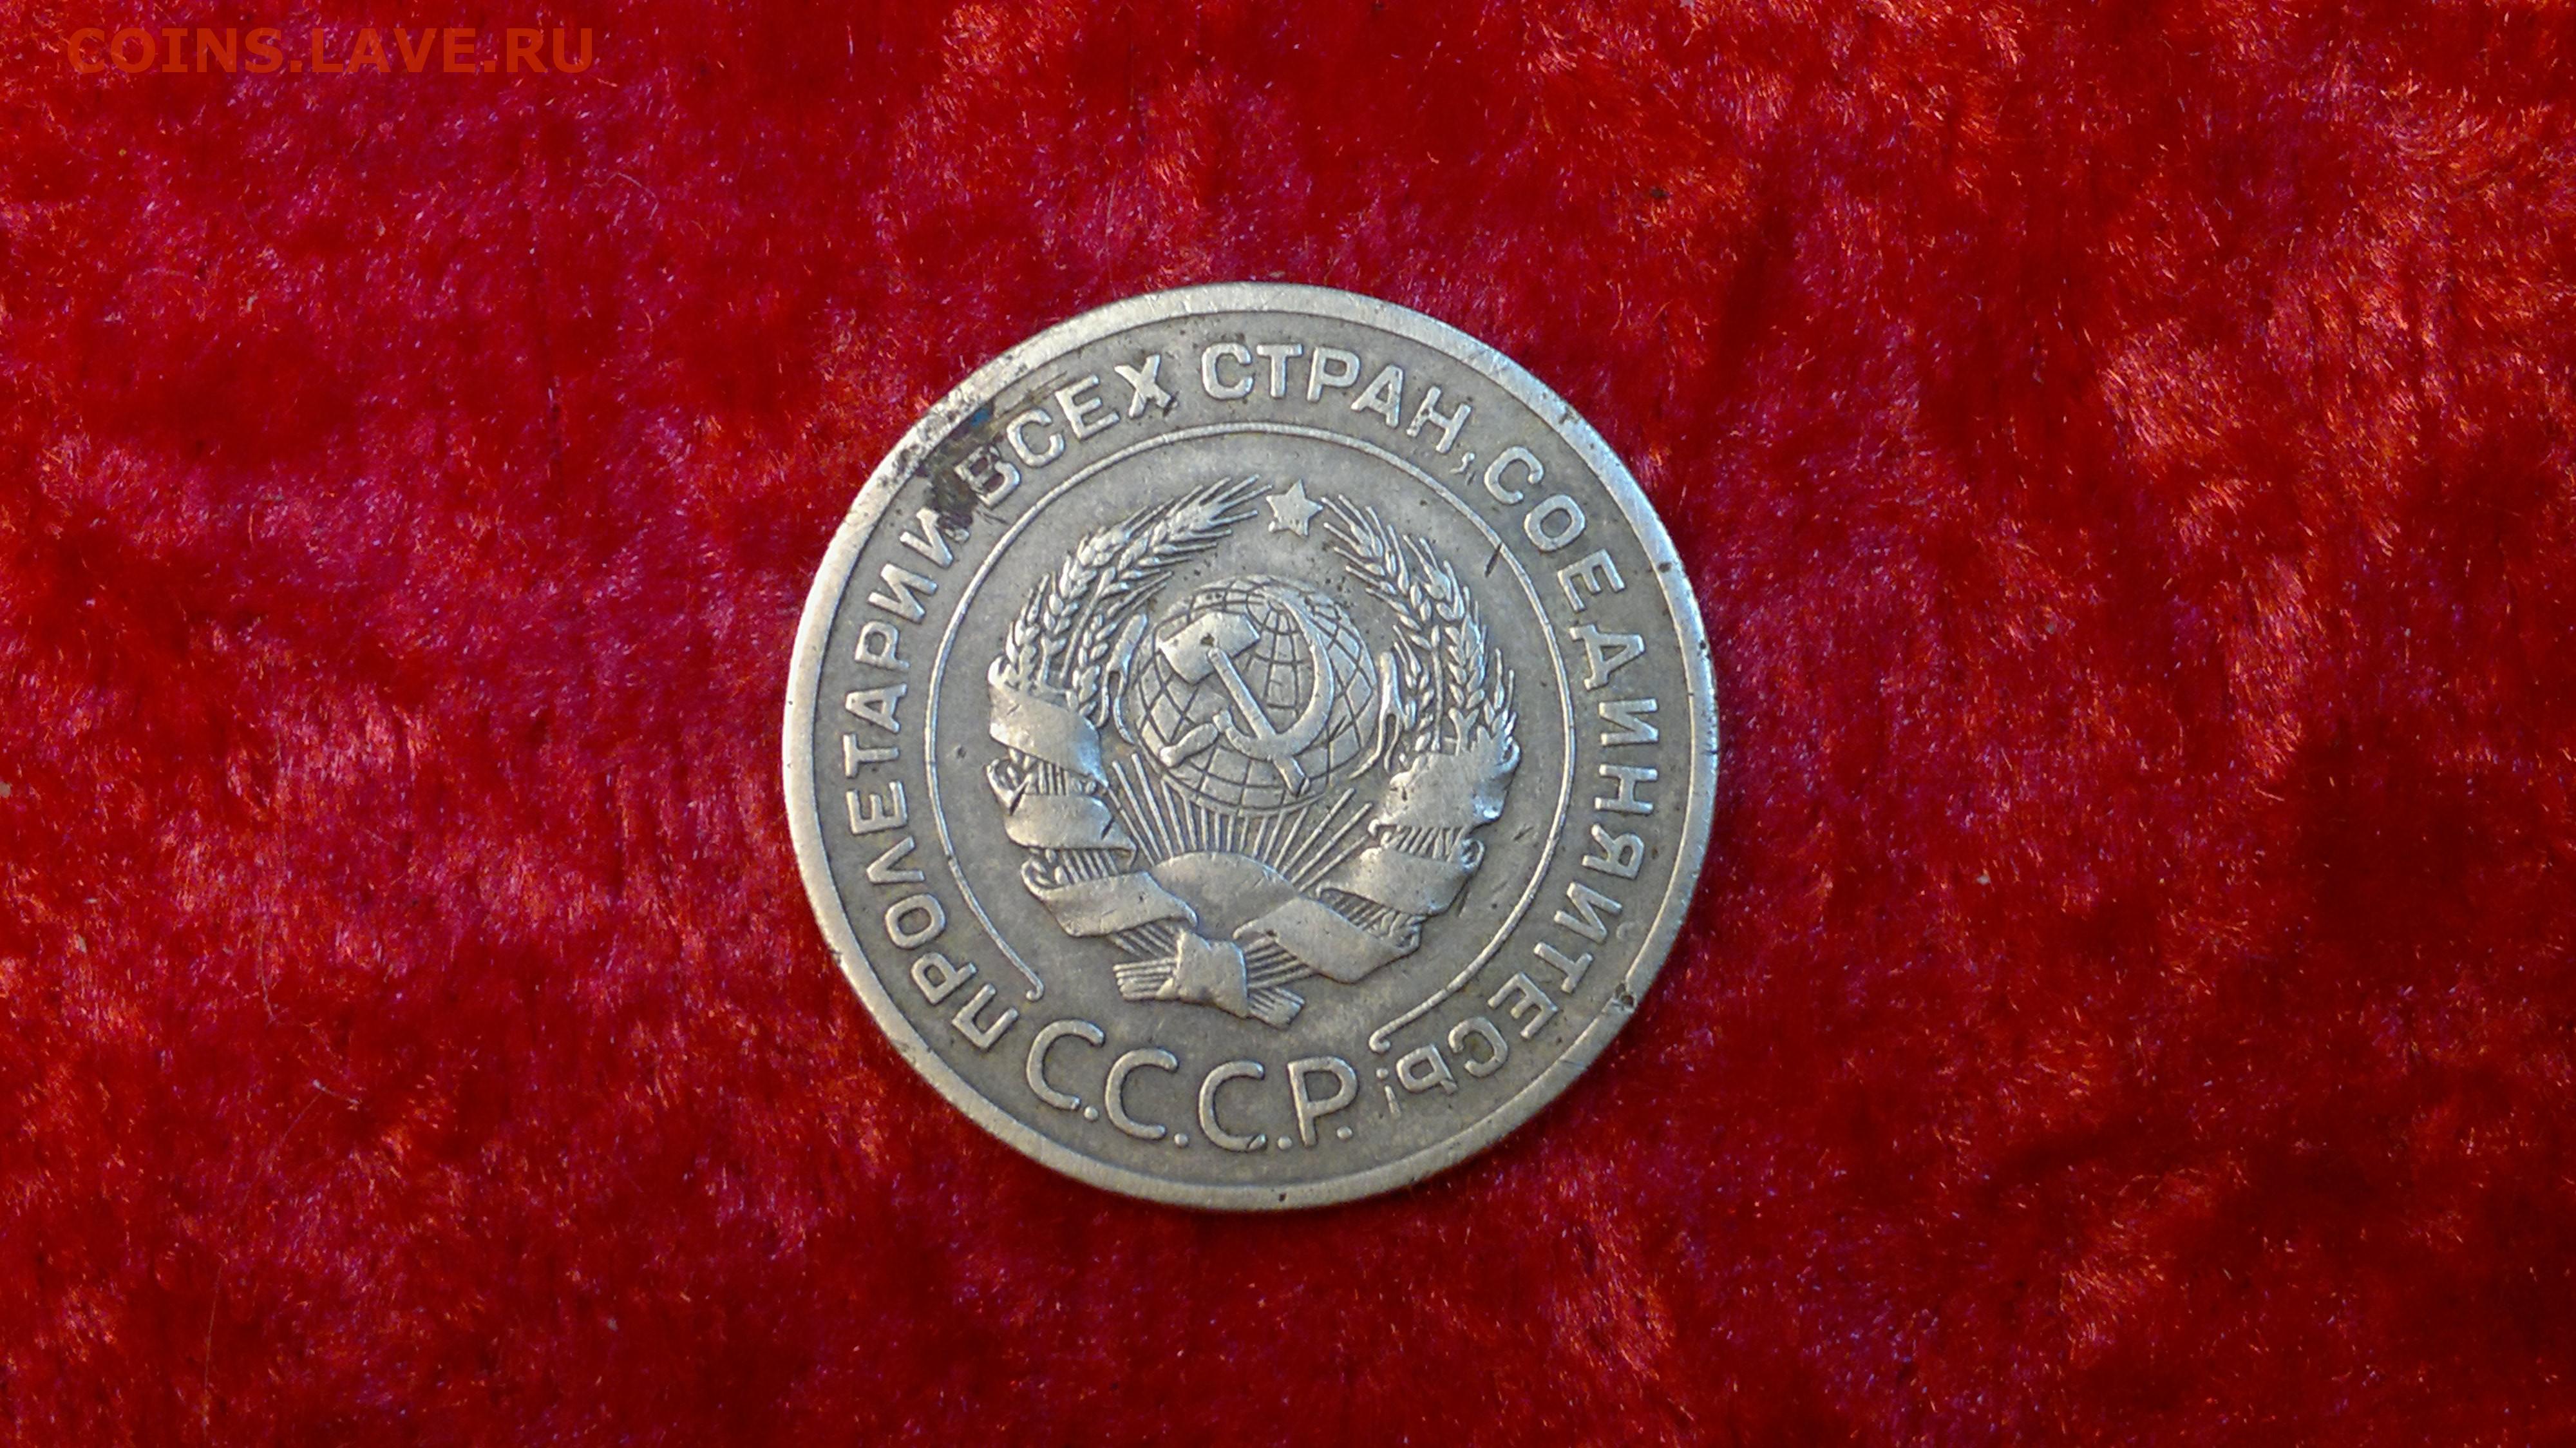 COINS.LAVE.RU
ПРОЛЕТАРИИ ВСЕХ СТРАН, СОЕДИНЯЙТЕСЬ!
С.С.С.Р.